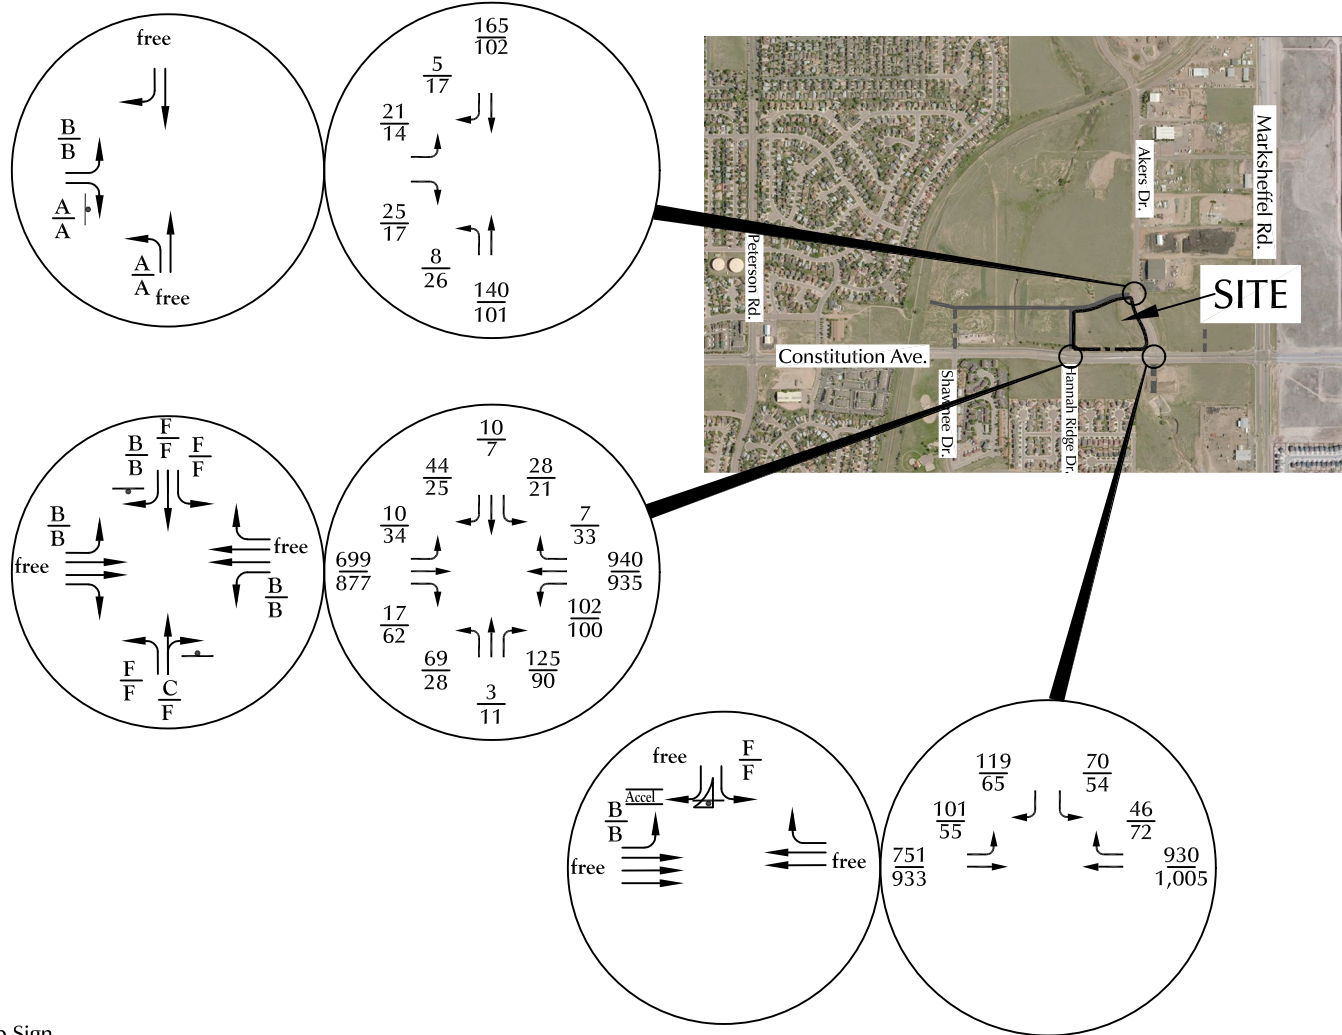 free
B
B
A
A
A
A
free
165
102
5
17
21
14
25
17
8
26
140
101
Peterson Rd.
Akers Dr.
Marksheffel Rd.
SITE
Constitution Ave.
Shawnee Dr.
Hannah Ridge Dr.
B
B
F
F
F
F
B
B
free
free
B
B
F
F
C
F
10
7
44
25
28
21
10
34
7
33
699
877
940
935
17
62
102
100
69
28
125
90
3
11
free
F
F
Accel
B
B
free
free
119
65
70
54
101
55
46
72
751
933
930
1,005
Sign